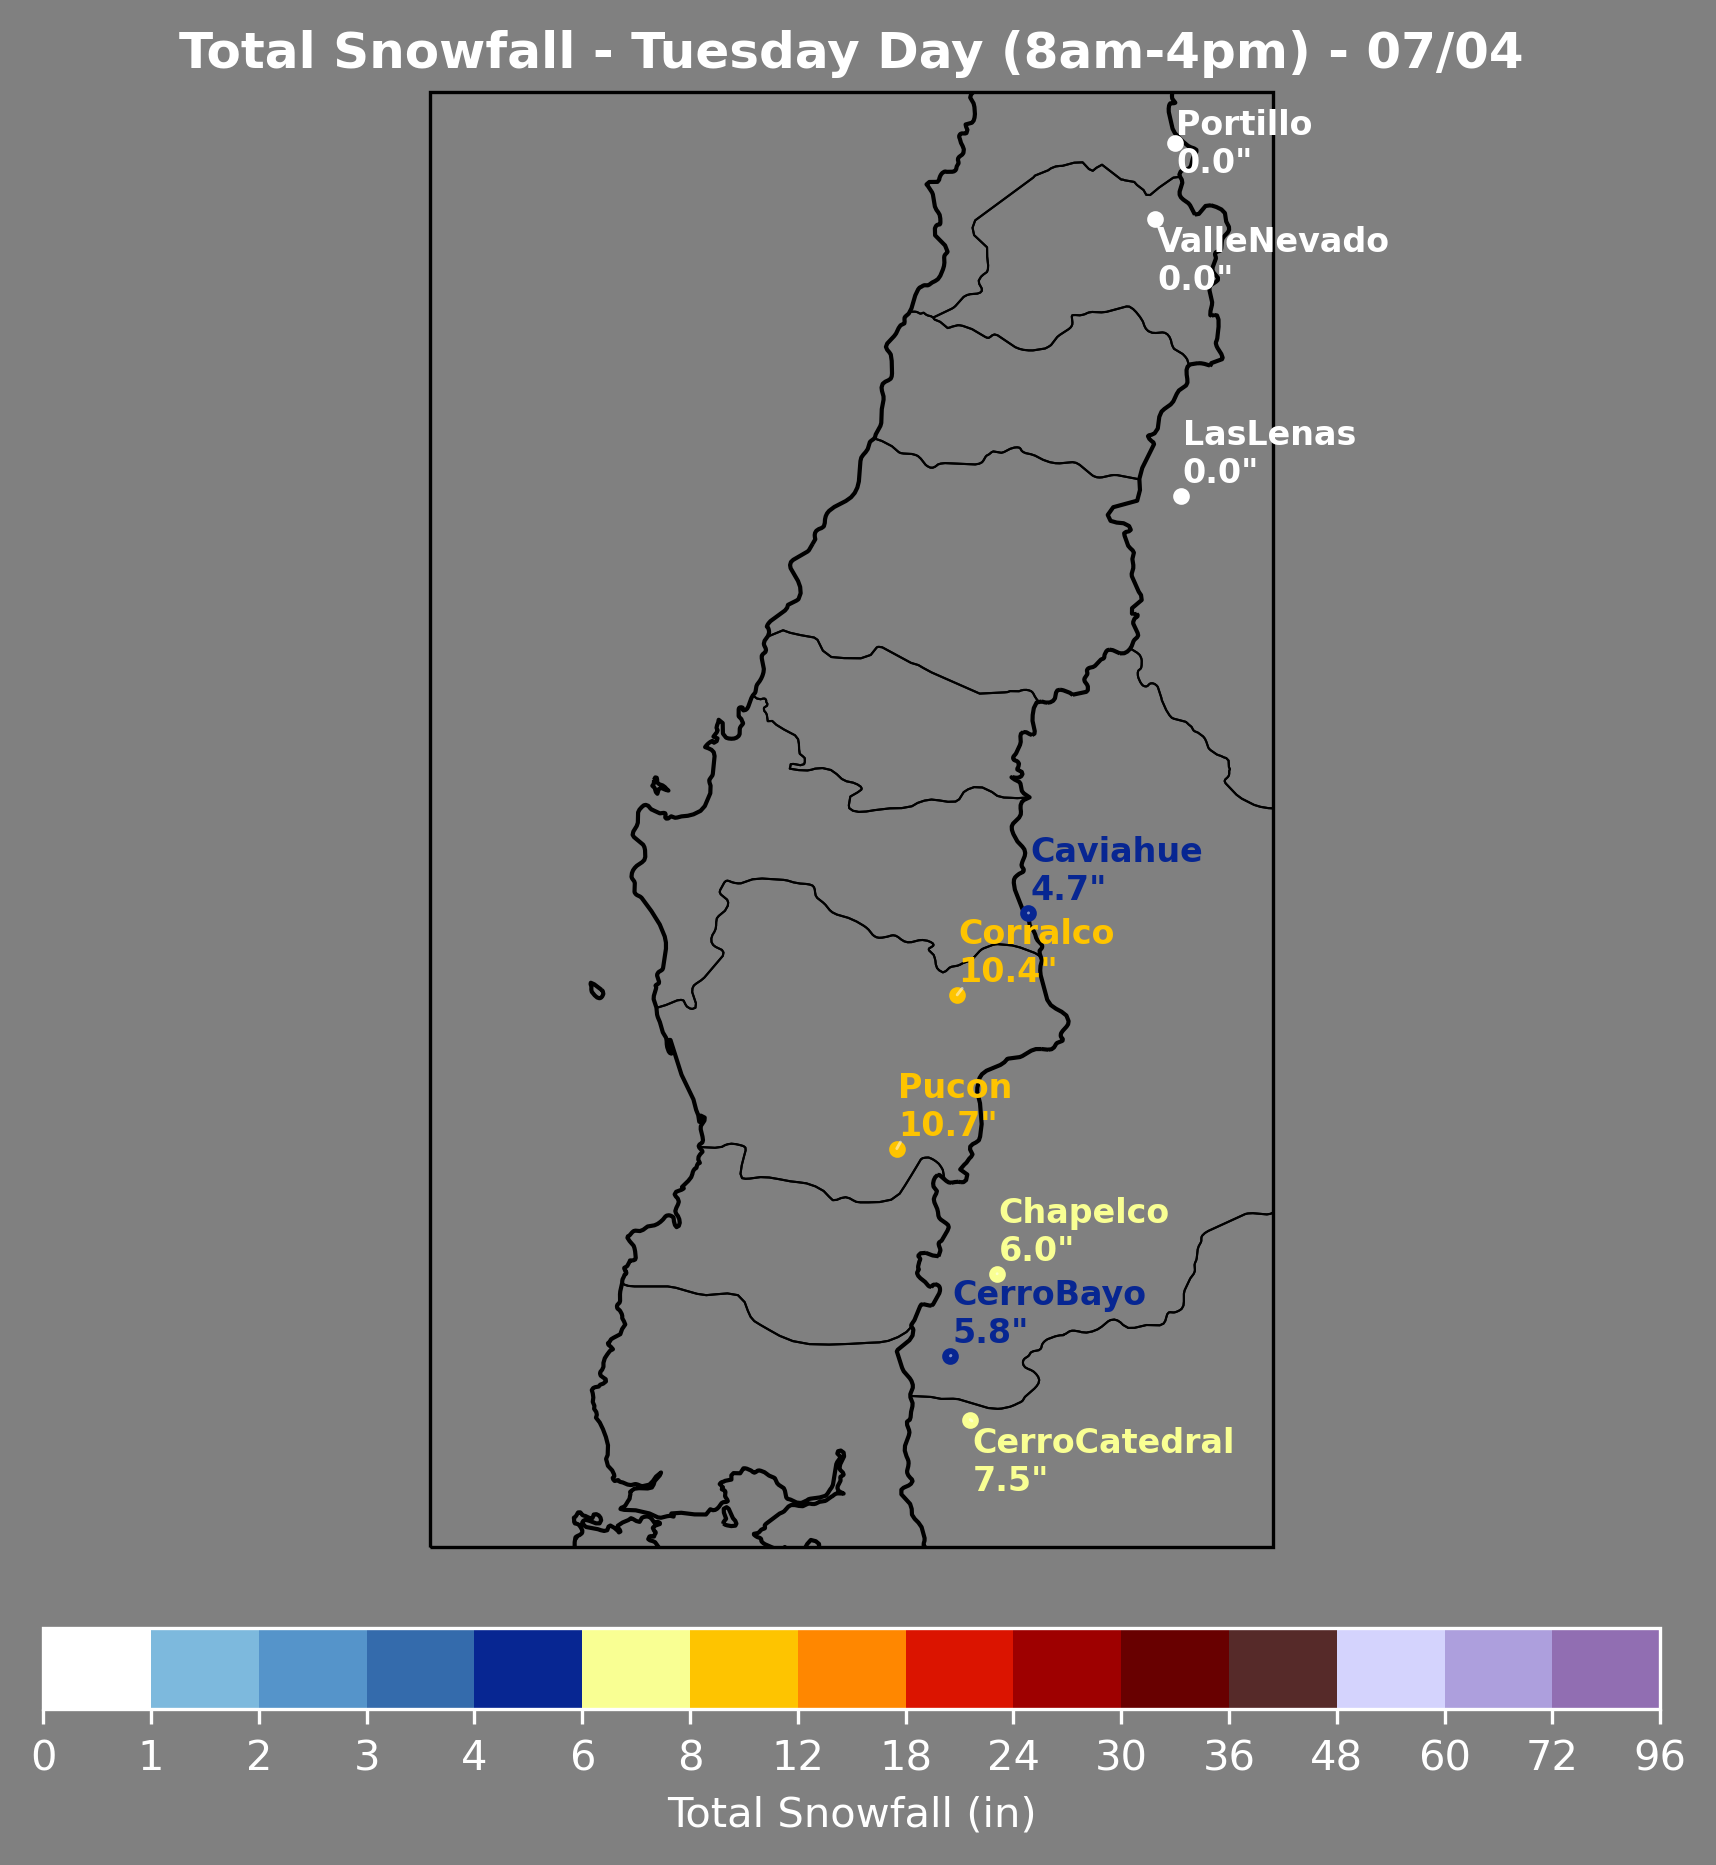 Total Snowfall - Tuesday Day (8am-4pm) - 07/04
Portillo
0.0"
ValleNevado
0.0"
LasLenas
0.0"
Caviahue
4.7"
Corralco
10.4"
Pucon
10.7"
Chapelco
6.0"
CerroBayo
5.8"
CerroCatedral
7.5"
0 1 2 3 4 6 8 12 18 24 30 36 48 60 72 96
Total Snowfall (in)